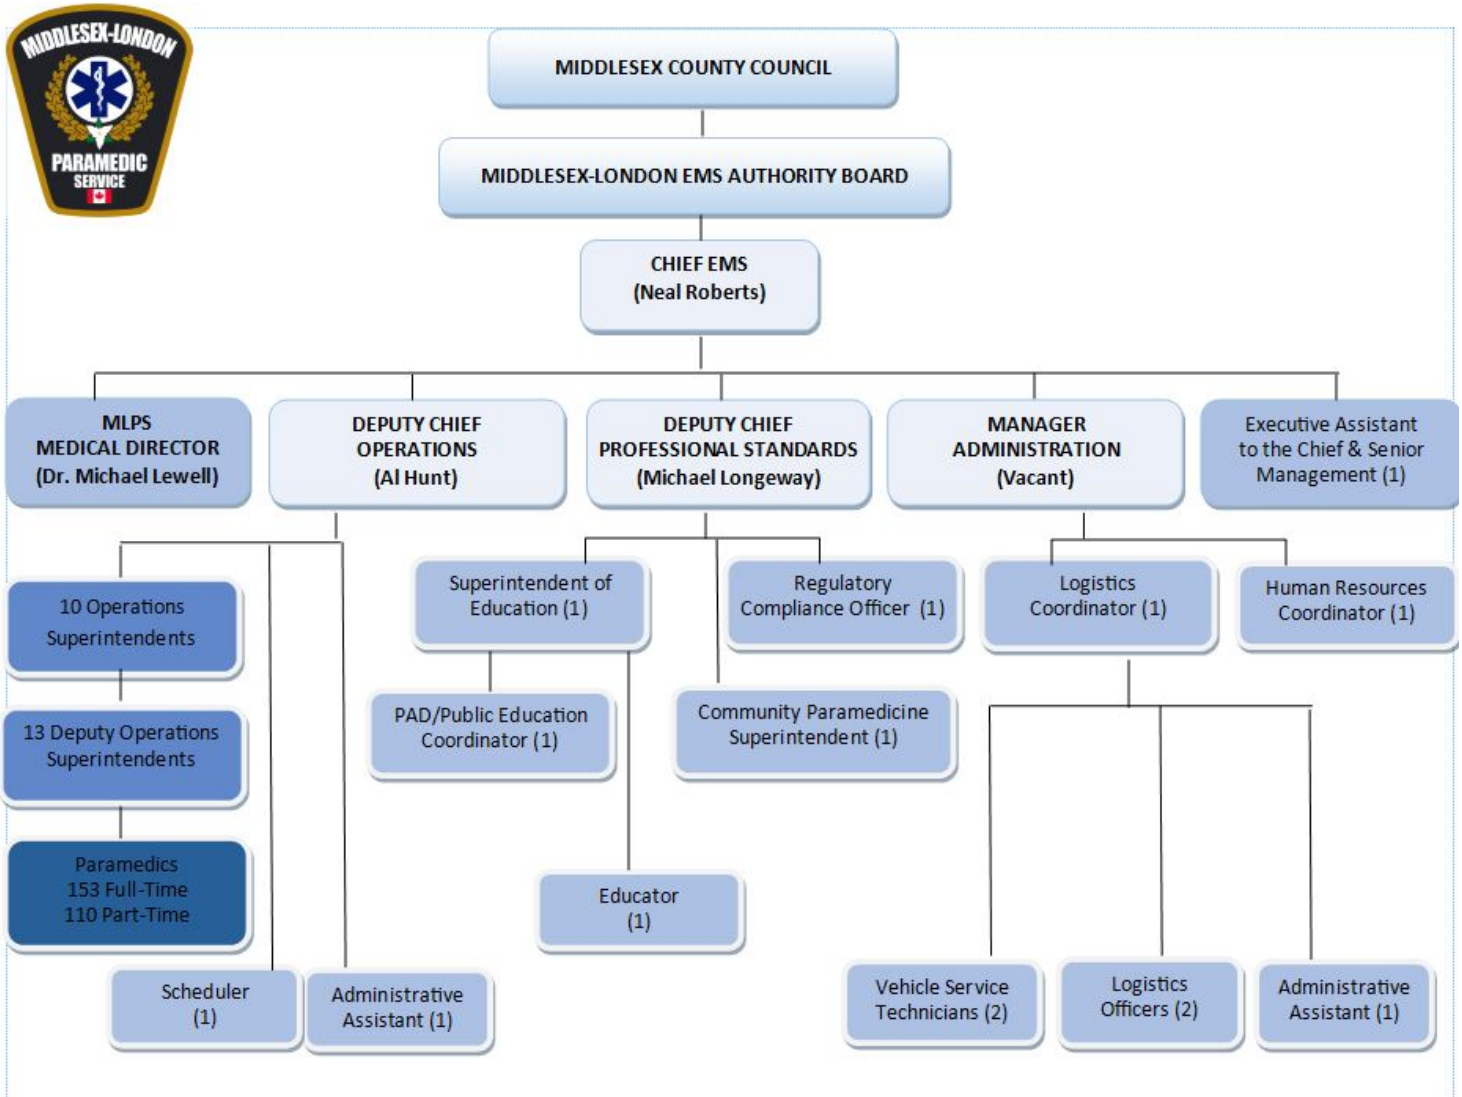 MIDDLESEX-LONDON
PARAMEDIC
SERVICE
MIDDLESEX COUNTY COUNCIL
MIDDLESEX-LONDON EMS AUTHORITY BOARD
CHIEF EMS
(Neal Roberts)
MLPS
MEDICAL DIRECTOR
(Dr. Michael Lewell)
DEPUTY CHIEF
OPERATIONS
(Al Hunt)
DEPUTY CHIEF
PROFESSIONAL STANDARDS
(Michael Longeway)
MANAGER
ADMINISTRATION
(Vacant)
Executive Assistant
to the Chief & Senior
Management (1)
10 Operations
Superintendents
13 Deputy Operations
Superintendents
Paramedics
153 Full-Time
110 Part-Time
Scheduler
(1)
Administrative
Assistant (1)
Superintendent of
Education (1)
Regulatory
Compliance Officer (1)
PAD/Public Education
Coordinator (1)
Community Paramedicine
Superintendent (1)
Educator
(1)
Logistics
Coordinator (1)
Human Resources
Coordinator (1)
Vehicle Service
Technicians (2)
Logistics
Officers (2)
Administrative
Assistant (1)